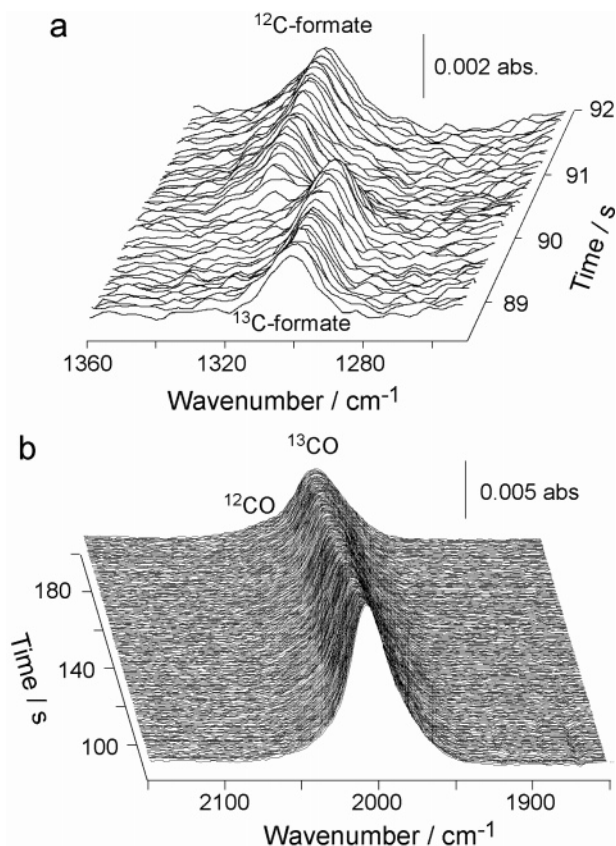 a
¹²C-formate
0.002 abs.
92
91
90
89
Time / s
¹³C-formate
1360
1320
1280
Wavenumber / cm⁻¹
b
¹³CO
¹²CO
0.005 abs
180
140
100
Time / s
2100
2000
1900
Wavenumber / cm⁻¹